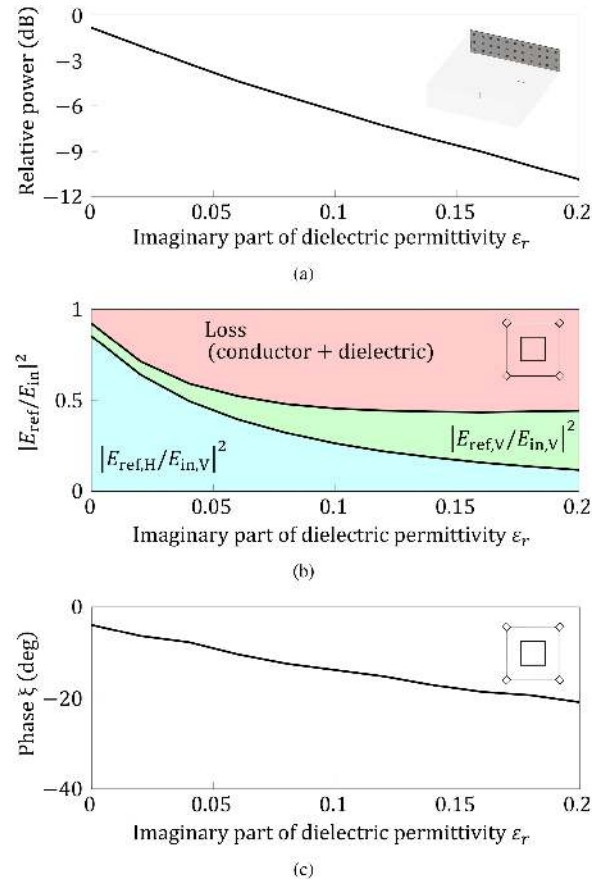 0
−3
−6
−9
−12
Relative power (dB)
0 0.05 0.1 0.15 0.2
Imaginary part of dielectric permittivity εr
(a)
1
0.5
0
|Eref/Ein|²
Loss
(conductor + dielectric)
|Eref,V/Ein,V|²
|Eref,H/Ein,V|²
0 0.05 0.1 0.15 0.2
Imaginary part of dielectric permittivity εr
(b)
0
−20
−40
Phase ξ (deg)
0 0.05 0.1 0.15 0.2
Imaginary part of dielectric permittivity εr
(c)